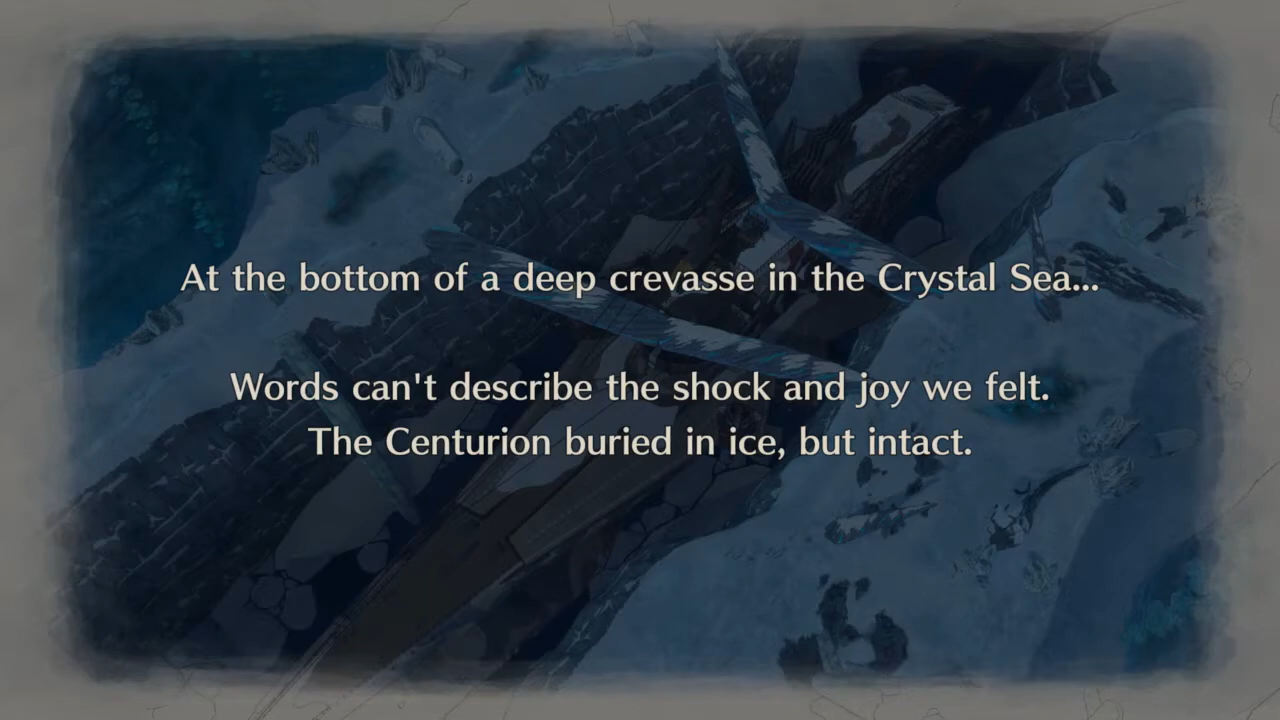 At the bottom of a deep crevasse in the Crystal Sea...
Words can't describe the shock and joy we felt.
The Centurion buried in ice, but intact.